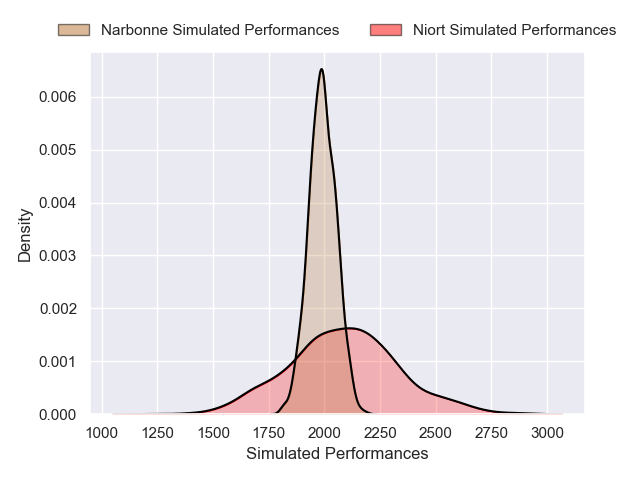 Narbonne Simulated Performances
Niort Simulated Performances
0.006
0.005
0.004
0.003
0.002
0.001
0.000
Density
1000 1250 1500 1750 2000 2250 2500 2750 3000
Simulated Performances